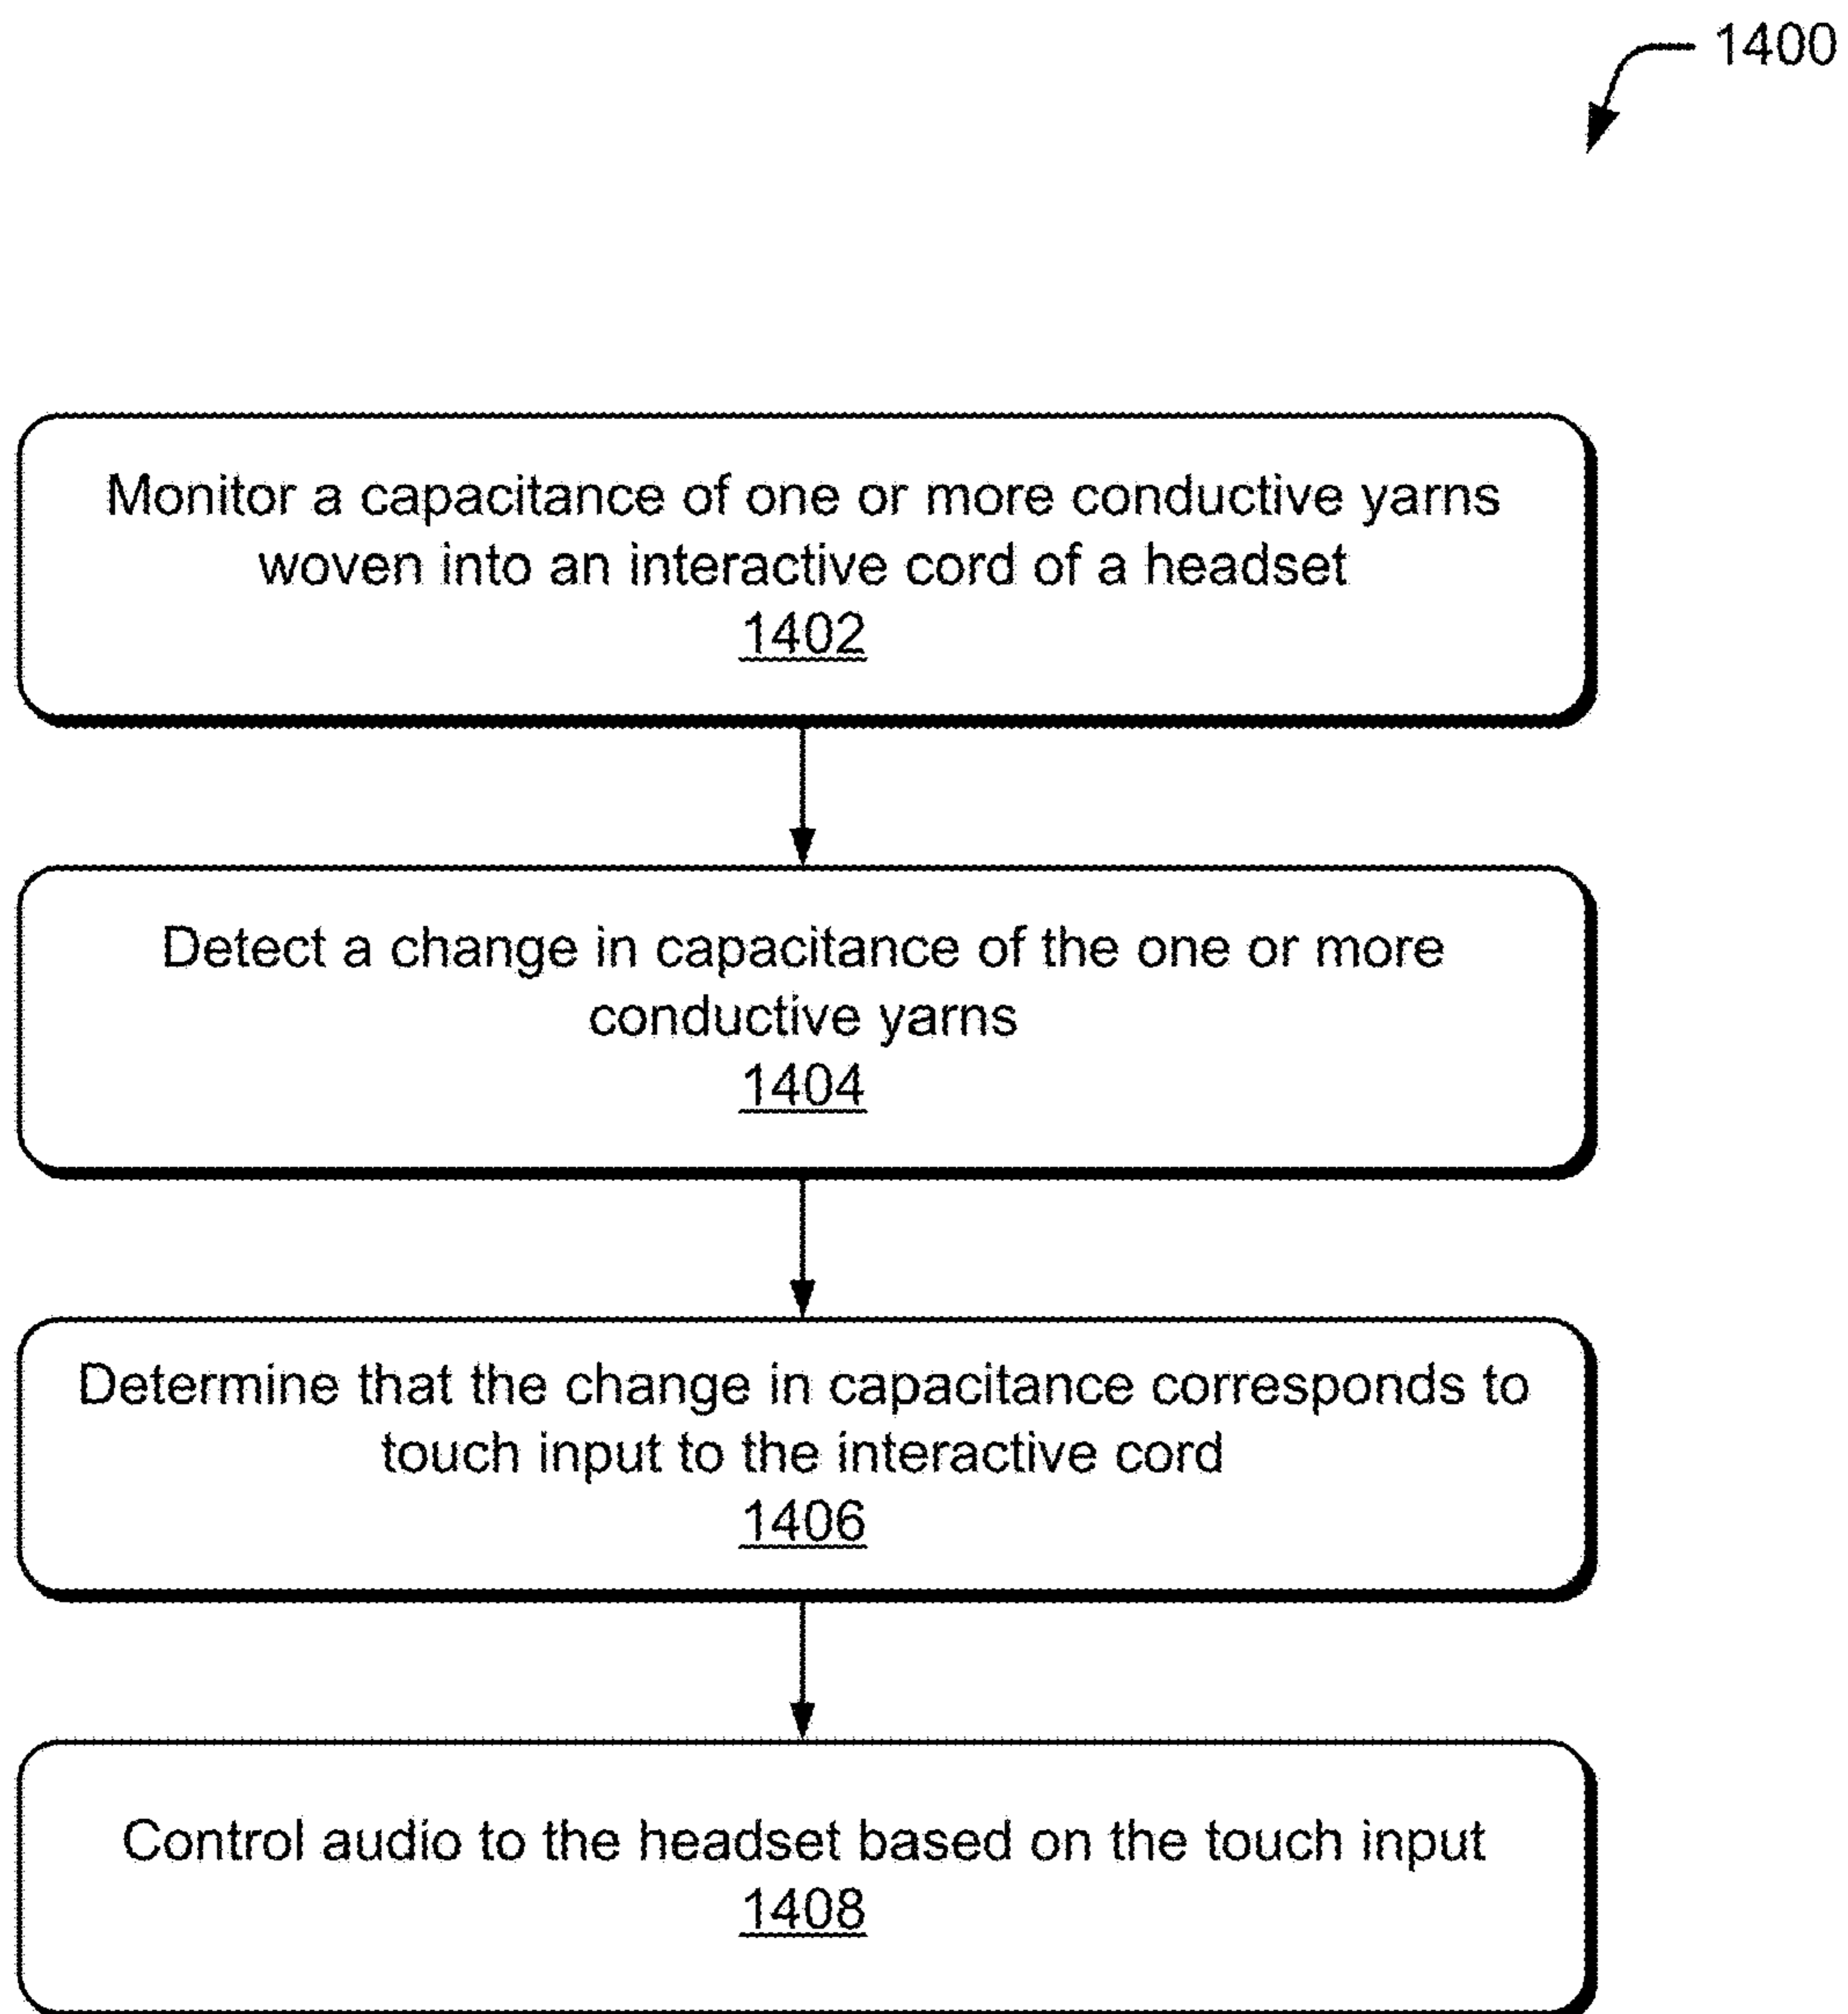 1400
Monitor a capacitance of one or more conductive yarns
woven into an interactive cord of a headset
1402
Detect a change in capacitance of the one or more
conductive yarns
1404
Determine that the change in capacitance corresponds to
touch input to the interactive cord
1406
Control audio to the headset based on the touch input
1408